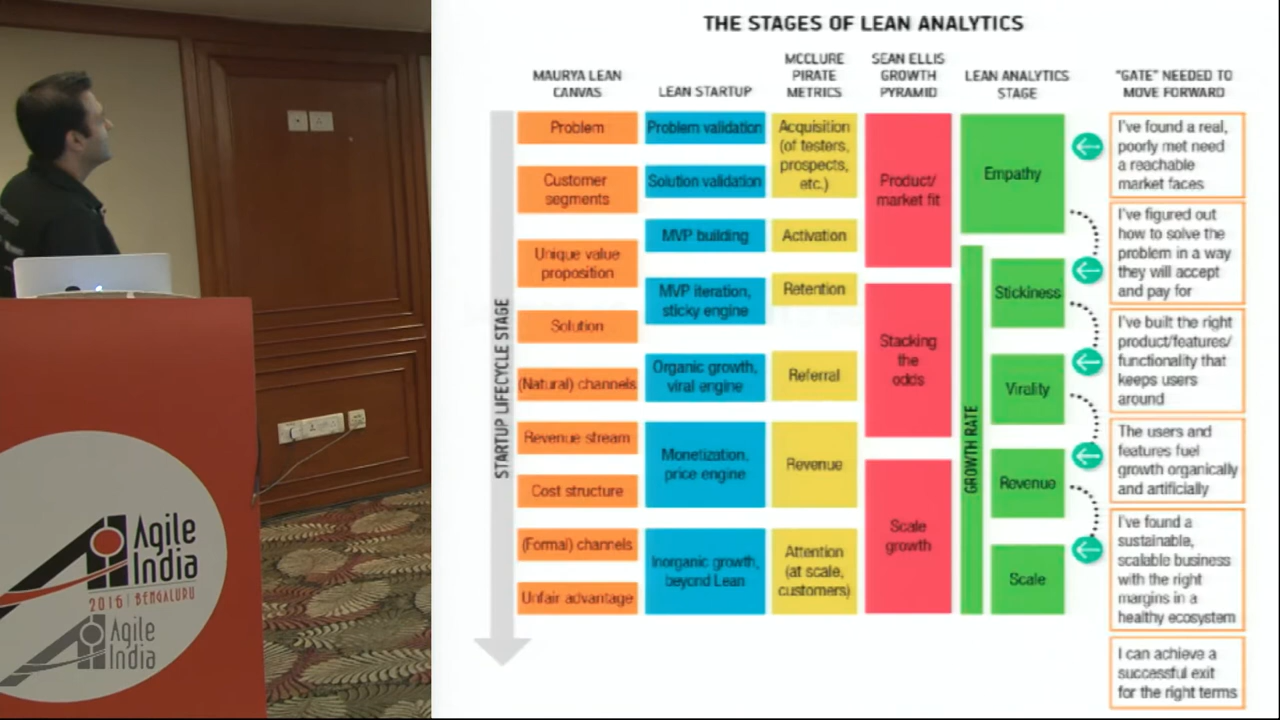 THE STAGES OF LEAN ANALYTICS
MAURYA LEAN
CANVAS
LEAN STARTUP
MCCLURE
PIRATE
METRICS
SEAN ELLIS
GROWTH
PYRAMID
LEAN ANALYTICS
STAGE
"GATE" NEEDED TO
MOVE FORWARD
STARTUP LIFECYCLE STAGE
Problem
Customer
segments
Unique value
proposition
Solution
(Natural) channels
Revenue stream
Cost structure
(Formal) channels
Unfair advantage
Problem validation
Solution validation
MVP building
MVP iteration,
sticky engine
Organic growth,
viral engine
Monetization,
price engine
Inorganic growth,
beyond Lean
Acquisition
(of testers,
prospects,
etc.)
Activation
Retention
Referral
Revenue
Attention
(at scale,
customers)
Product/
market fit
Stacking
the
odds
Scale
growth
GROWTH RATE
Empathy
Stickiness
Virality
Revenue
Scale
I've found a real,
poorly met need
a reachable
market faces
I've figured out
how to solve the
problem in a way
they will accept
and pay for
I've built the right
product/features/
functionality that
keeps users
around
The users and
features fuel
growth organically
and artificially
I've found a
sustainable,
scalable business
with the right
margins in a
healthy ecosystem
I can achieve a
successful exit
for the right terms
Agile
India
2016 | BENGALURU
Agile
India